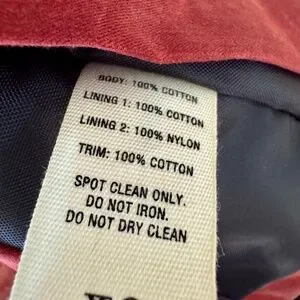 BODY: 100% COTTON
LINING 1: 100% COTTON
LINING 2: 100% NYLON
TRIM: 100% COTTON
SPOT CLEAN ONLY.
DO NOT IRON.
DO NOT DRY CLEAN